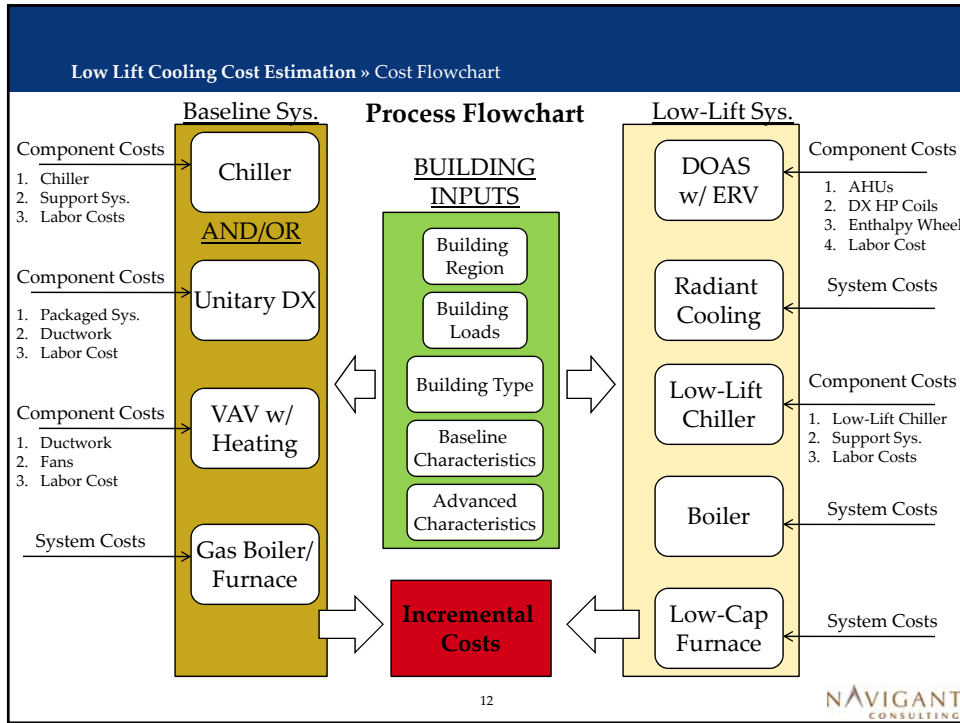 Low Lift Cooling Cost Estimation » Cost Flowchart
Process Flowchart
Baseline Sys.
Component Costs
1. Chiller
2. Support Sys.
3. Labor Costs
Chiller
AND/OR
Component Costs
1. Packaged Sys.
2. Ductwork
3. Labor Cost
Unitary DX
Component Costs
1. Ductwork
2. Fans
3. Labor Cost
VAV w/
Heating
System Costs
Gas Boiler/
Furnace
BUILDING
INPUTS
Building
Region
Building
Loads
Building Type
Baseline
Characteristics
Advanced
Characteristics
Incremental
Costs
Low-Lift Sys.
DOAS
w/ ERV
Component Costs
1. AHUs
2. DX HP Coils
3. Enthalpy Wheel
4. Labor Cost
Radiant
Cooling
System Costs
Low-Lift
Chiller
Component Costs
1. Low-Lift Chiller
2. Support Sys.
3. Labor Costs
Boiler
System Costs
Low-Cap
Furnace
System Costs
12
NAVIGANT
CONSULTING